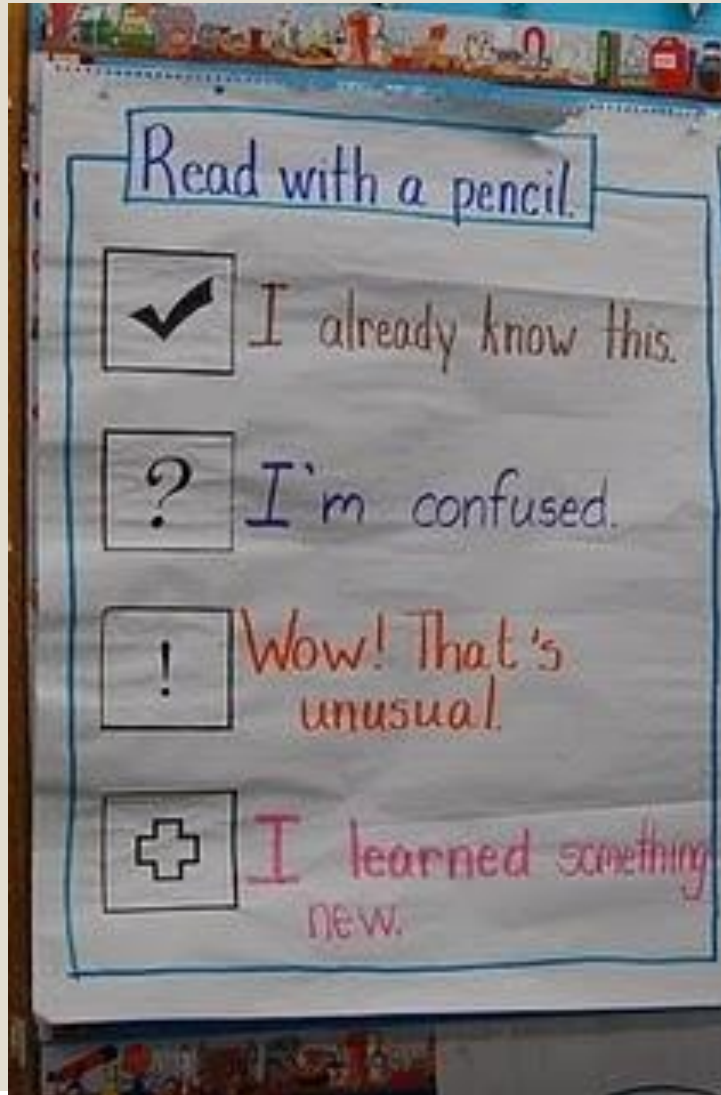 Read with a pencil.
✔ I already know this.
? I'm confused.
! Wow! That's
unusual.
I learned something
new.